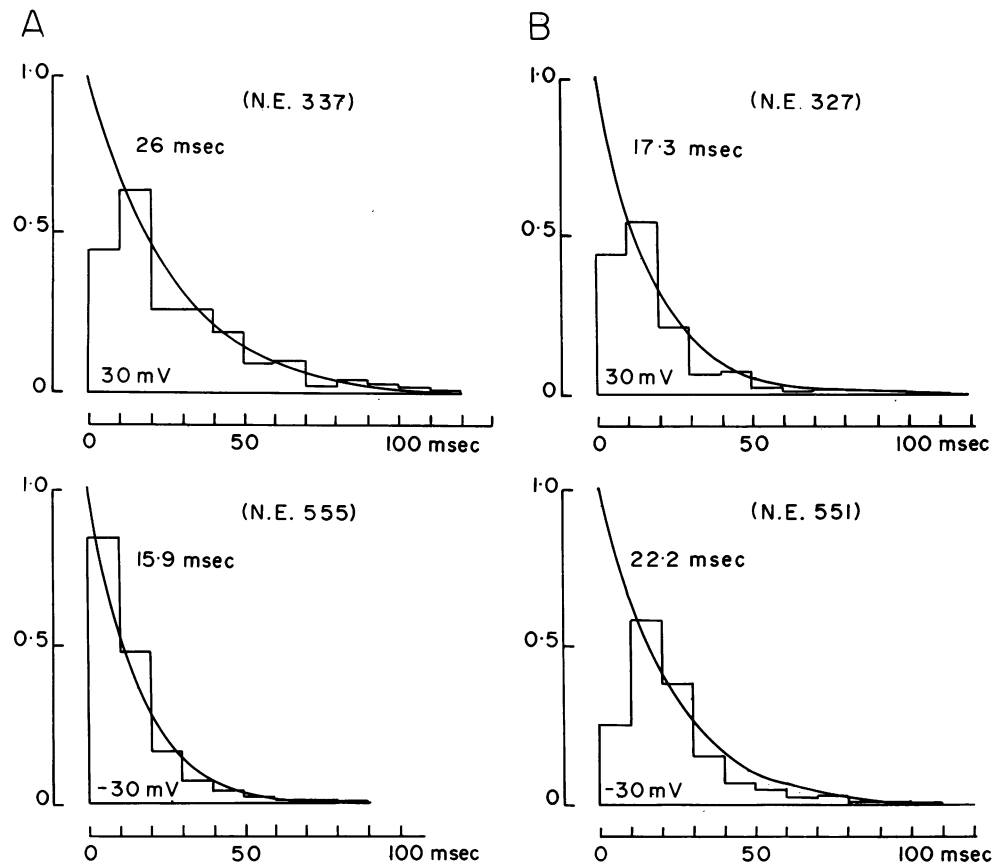 A
1·0
(N.E. 337)
26 msec
0·5
30 mV
0
0 50 100 msec
B
1·0
(N.E. 327)
17·3 msec
0·5
30 mV
0
0 50 100 msec
1·0
(N.E. 555)
15·9 msec
0·5
-30 mV
0
0 50 100 msec
1·0
(N.E. 551)
22·2 msec
0·5
-30 mV
0
0 50 100 msec